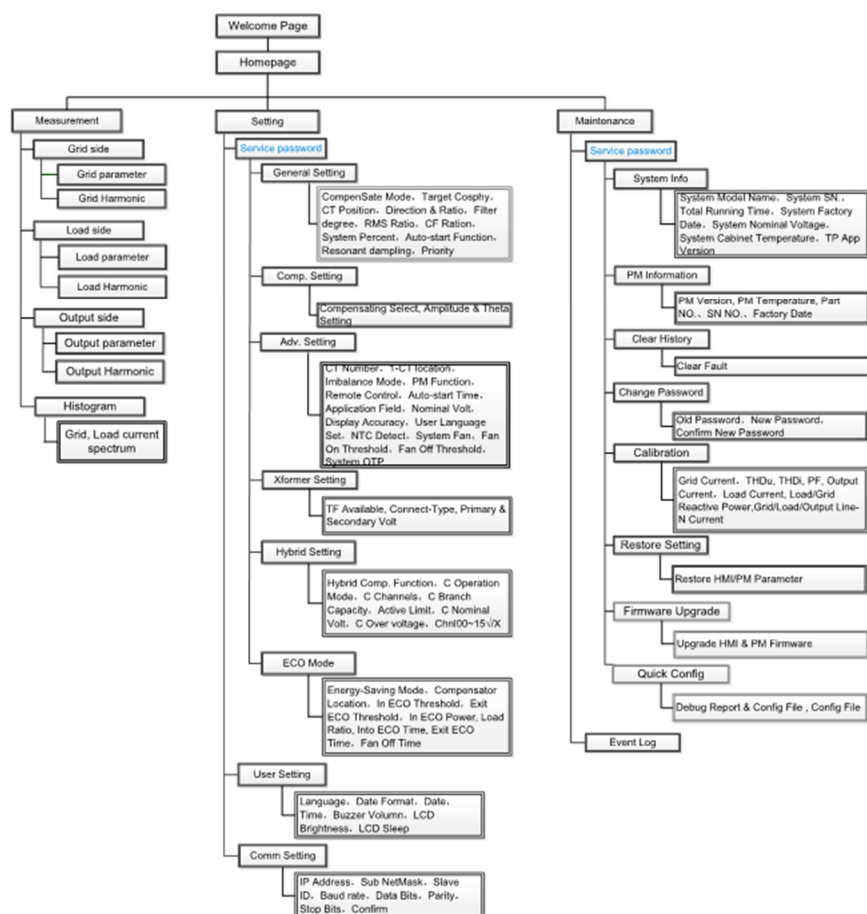 Welcome Page
Homepage
Measurement
Grid side
Grid parameter
Grid Harmonic
Load side
Load parameter
Load Harmonic
Output side
Output parameter
Output Harmonic
Histogram
Grid, Load current
spectrum
Setting
Service password
General Setting
CompenSate Mode、Target Cosphy、
CT Position、Direction & Ratio、Filter
degree、RMS Ratio、CF Ration、
System Percent、Auto-start Function、
Resonant dampling、Priority
Comp. Setting
Compensating Select, Amplitude & Theta
Setting
Adv. Setting
CT Number、1-CT location、
Imbalance Mode、PM Function、
Remote Control、Auto-start Time、
Application Field、Nominal Volt、
Display Accuracy、User Language
Set、NTC Detect、System Fan、Fan
On Threshold、Fan Off Threshold、
System OTP
Xformer Setting
TF Available, Connect-Type, Primary &
Secondary Volt
Hybrid Setting
Hybrid Comp. Function、C Operation
Mode、C Channels、C Branch
Capacity、Active Limit、C Nominal
Volt、C Over voltage、Chnl00~15√X
ECO Mode
Energy-Saving Mode、Compensator
Location、In ECO Threshold、Exit
ECO Threshold、In ECO Power, Load
Ratio, Into ECO Time, Exit ECO
Time、Fan Off Time
User Setting
Language、Date Format、Date、
Time、Buzzer Volumn、LCD
Brightness、LCD Sleep
Comm Setting
IP Address、Sub NetMask、Slave
ID、Baud rate、Data Bits、Parity、
Stop Bits、Confirm
Maintenance
Service password
System Info
System Model Name、System SN.、
Total Running Time、System Factory
Date、System Nominal Voltage、
System Cabinet Temperature、TP App
Version
PM Information
PM Version, PM Temperature, Part
NO.、SN NO.、Factory Date
Clear History
Clear Fault
Change Password
Old Password、New Password、
Confirm New Password
Calibration
Grid Current、THDu, THDi, PF, Output
Current、Load Current, Load/Grid
Reactive Power,Grid/Load/Output Line-
N Current
Restore Setting
Restore HMI/PM Parameter
Firmware Upgrade
Upgrade HMI & PM Firmware
Quick Config
Debug Report & Config File , Config File
Event Log